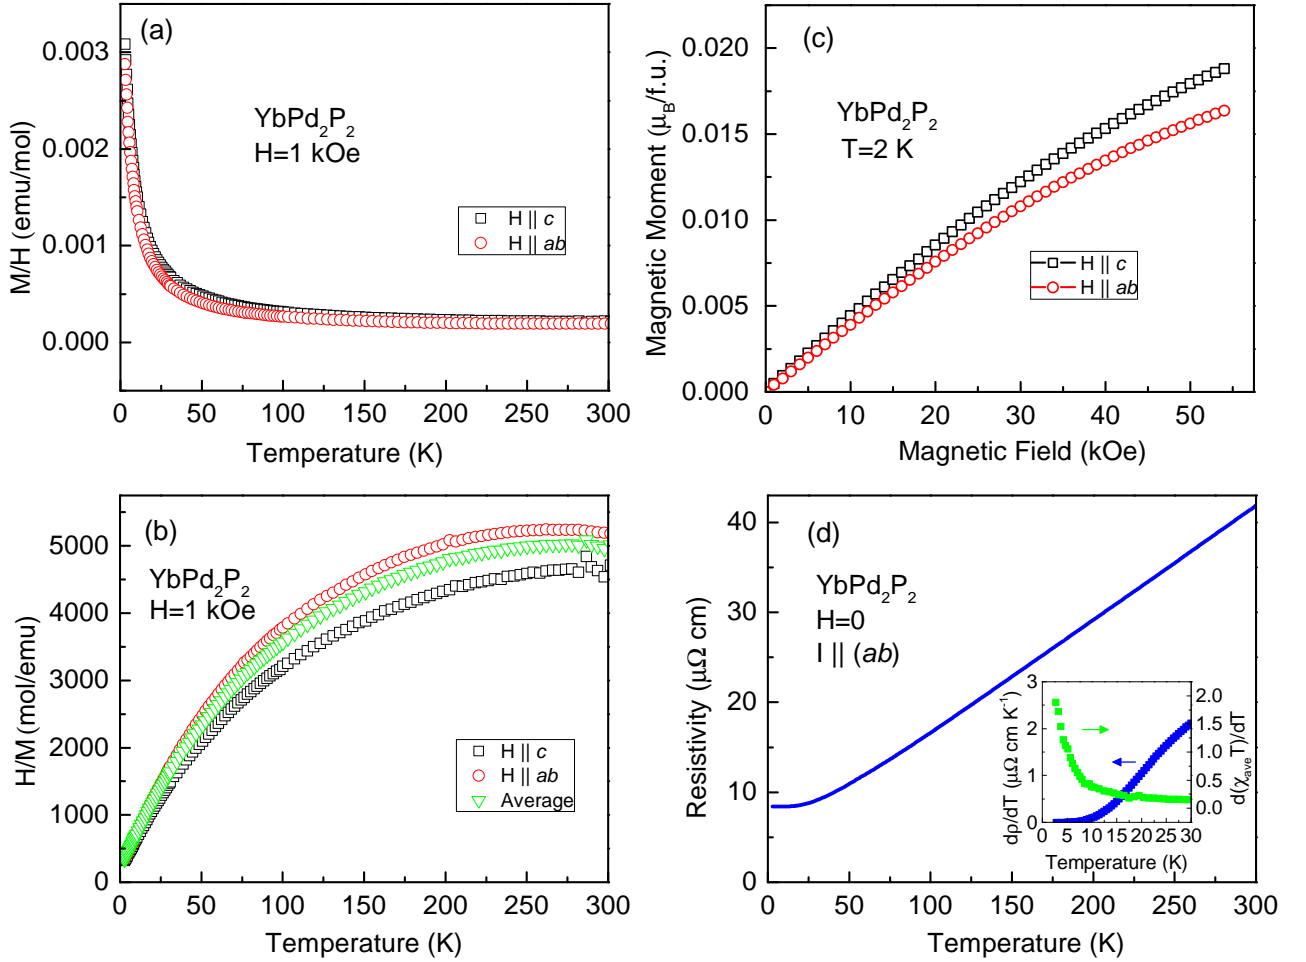 (a)
0.003
0.002
0.001
0.000
M/H (emu/mol)
YbPd2P2
H=1 kOe
H || c
H || ab
0 50 100 150 200 250 300
Temperature (K)
(c)
0.020
0.015
0.010
0.005
0.000
Magnetic Moment (μB/f.u.)
YbPd2P2
T=2 K
H || c
H || ab
0 10 20 30 40 50
Magnetic Field (kOe)
(b)
5000
4000
3000
2000
1000
0
H/M (mol/emu)
YbPd2P2
H=1 kOe
H || c
H || ab
Average
0 50 100 150 200 250 300
Temperature (K)
(d)
40
30
20
10
0
Resistivity (μΩ cm)
YbPd2P2
H=0
I || (ab)
3
2
1
0
dρ/dT (μΩ cm K-1)
2.0
1.5
1.0
0.5
0.0
d(χave T)/dT
0 5 10 15 20 25 30
Temperature (K)
0 50 100 150 200 250 300
Temperature (K)